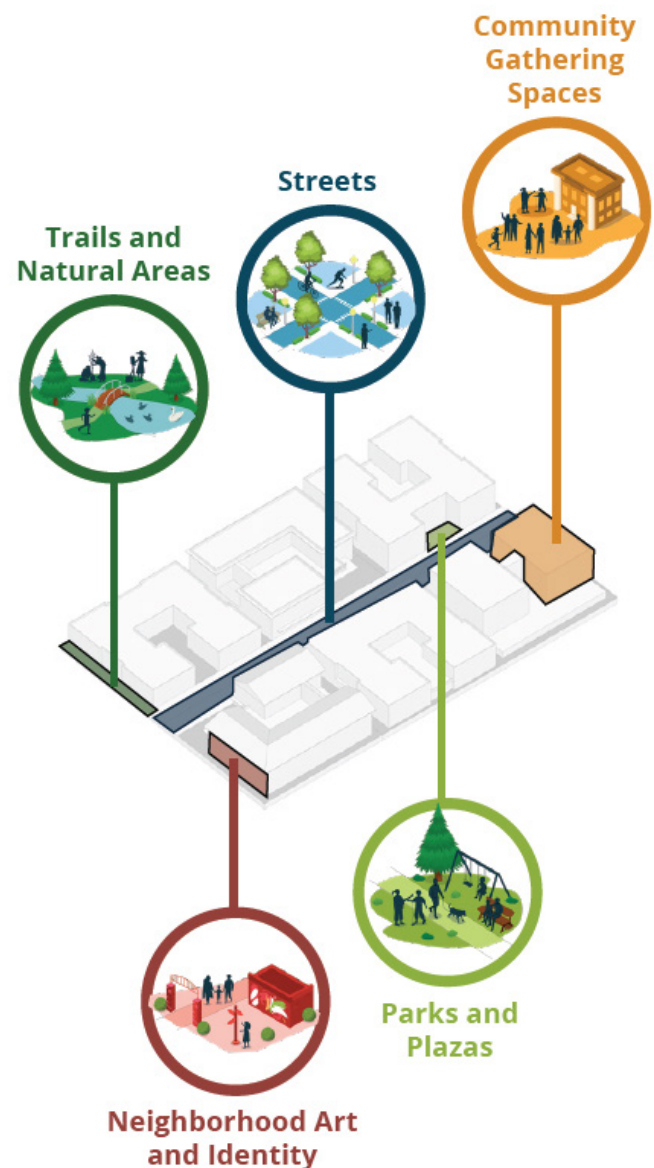 Community
Gathering
Spaces
Streets
Trails and
Natural Areas
Parks and
Plazas
Neighborhood Art
and Identity